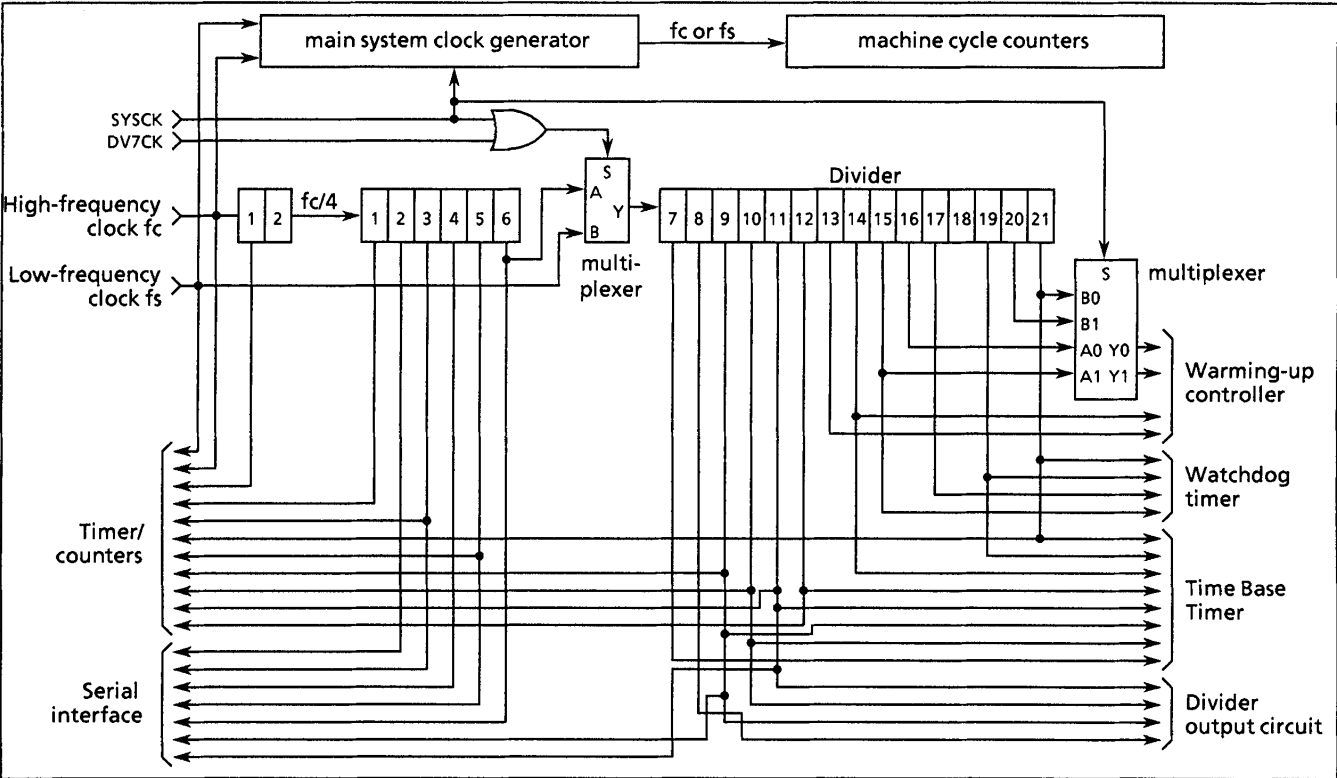 main system clock generator
fc or fs
machine cycle counters
SYSCK
DV7CK
High-frequency
clock fc
1 2
fc/4
1 2 3 4 5 6
S
A
Y
B
multi-
plexer
Divider
7 8 9 10 11 12 13 14 15 16 17 18 19 20 21
Low-frequency
clock fs
S
B0
B1
A0 Y0
A1 Y1
multiplexer
Warming-up
controller
Watchdog
timer
Timer/
counters
Time Base
Timer
Serial
interface
Divider
output circuit